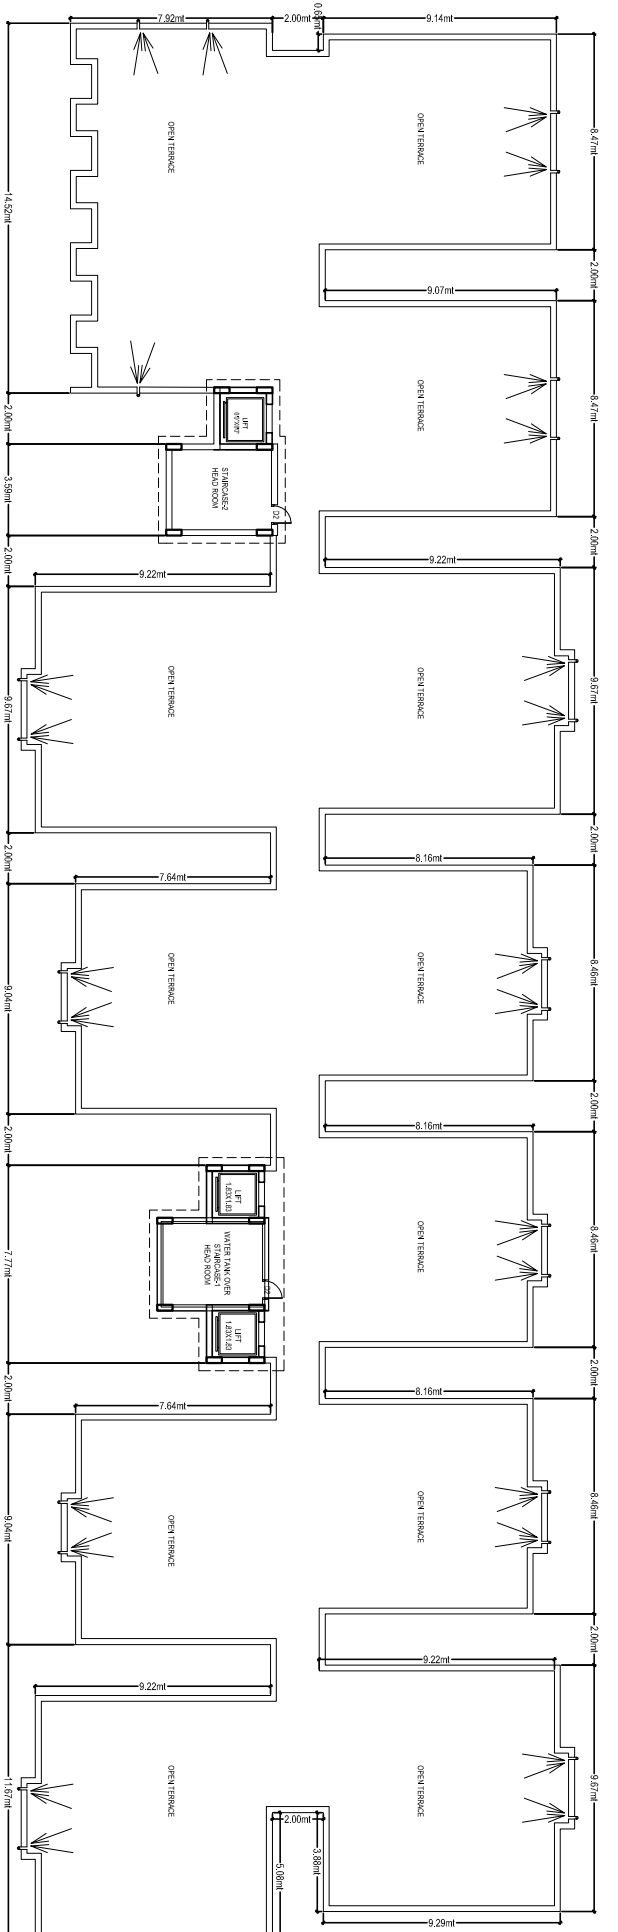 7.92mt
2.00mt
0.65mt
9.14mt
OPEN TERRACE
OPEN TERRACE
8.47mt
14.52mt
2.00mt
9.07mt
OPEN TERRACE
8.47mt
2.00mt
LIFT
STAIRCASE-2
HEAD ROOM
D2
3.59mt
2.00mt
2.00mt
9.22mt
9.22mt
OPEN TERRACE
OPEN TERRACE
9.67mt
9.67mt
2.00mt
2.00mt
7.64mt
8.16mt
OPEN TERRACE
OPEN TERRACE
9.04mt
8.46mt
2.00mt
2.00mt
8.16mt
LIFT
1.83X1.83
WATER TANK OVER
STAIRCASE-1
HEAD ROOM
D2
LIFT
1.83X1.83
OPEN TERRACE
7.77mt
8.46mt
2.00mt
2.00mt
7.64mt
8.16mt
OPEN TERRACE
OPEN TERRACE
9.04mt
8.46mt
2.00mt
9.22mt
9.22mt
OPEN TERRACE
OPEN TERRACE
11.67mt
9.67mt
2.00mt
5.08mt
3.88mt
9.29mt